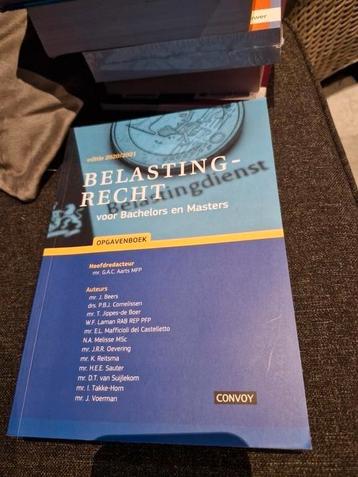 editie 2020/2021
BELASTING-
RECHT
Belastingdienst
voor Bachelors en Masters
OPGAVENBOEK
Hoofdredacteur
mr. G.A.C. Aarts MFP
Auteurs
mr. J. Beers
drs. P.B.J. Cornelissen
mr. T. Jippes-de Boer
W.F. Laman RAB REP PFP
mr. E.L. Mafficioli del Castelletto
N.A. Melisse MSc
mr. J.R.R. Oevering
mr. K. Reitsma
mr. H.E.E. Sauter
mr. D.T. van Suijlekom
mr. I. Takke-Horn
mr. J. Voerman
CONVOY